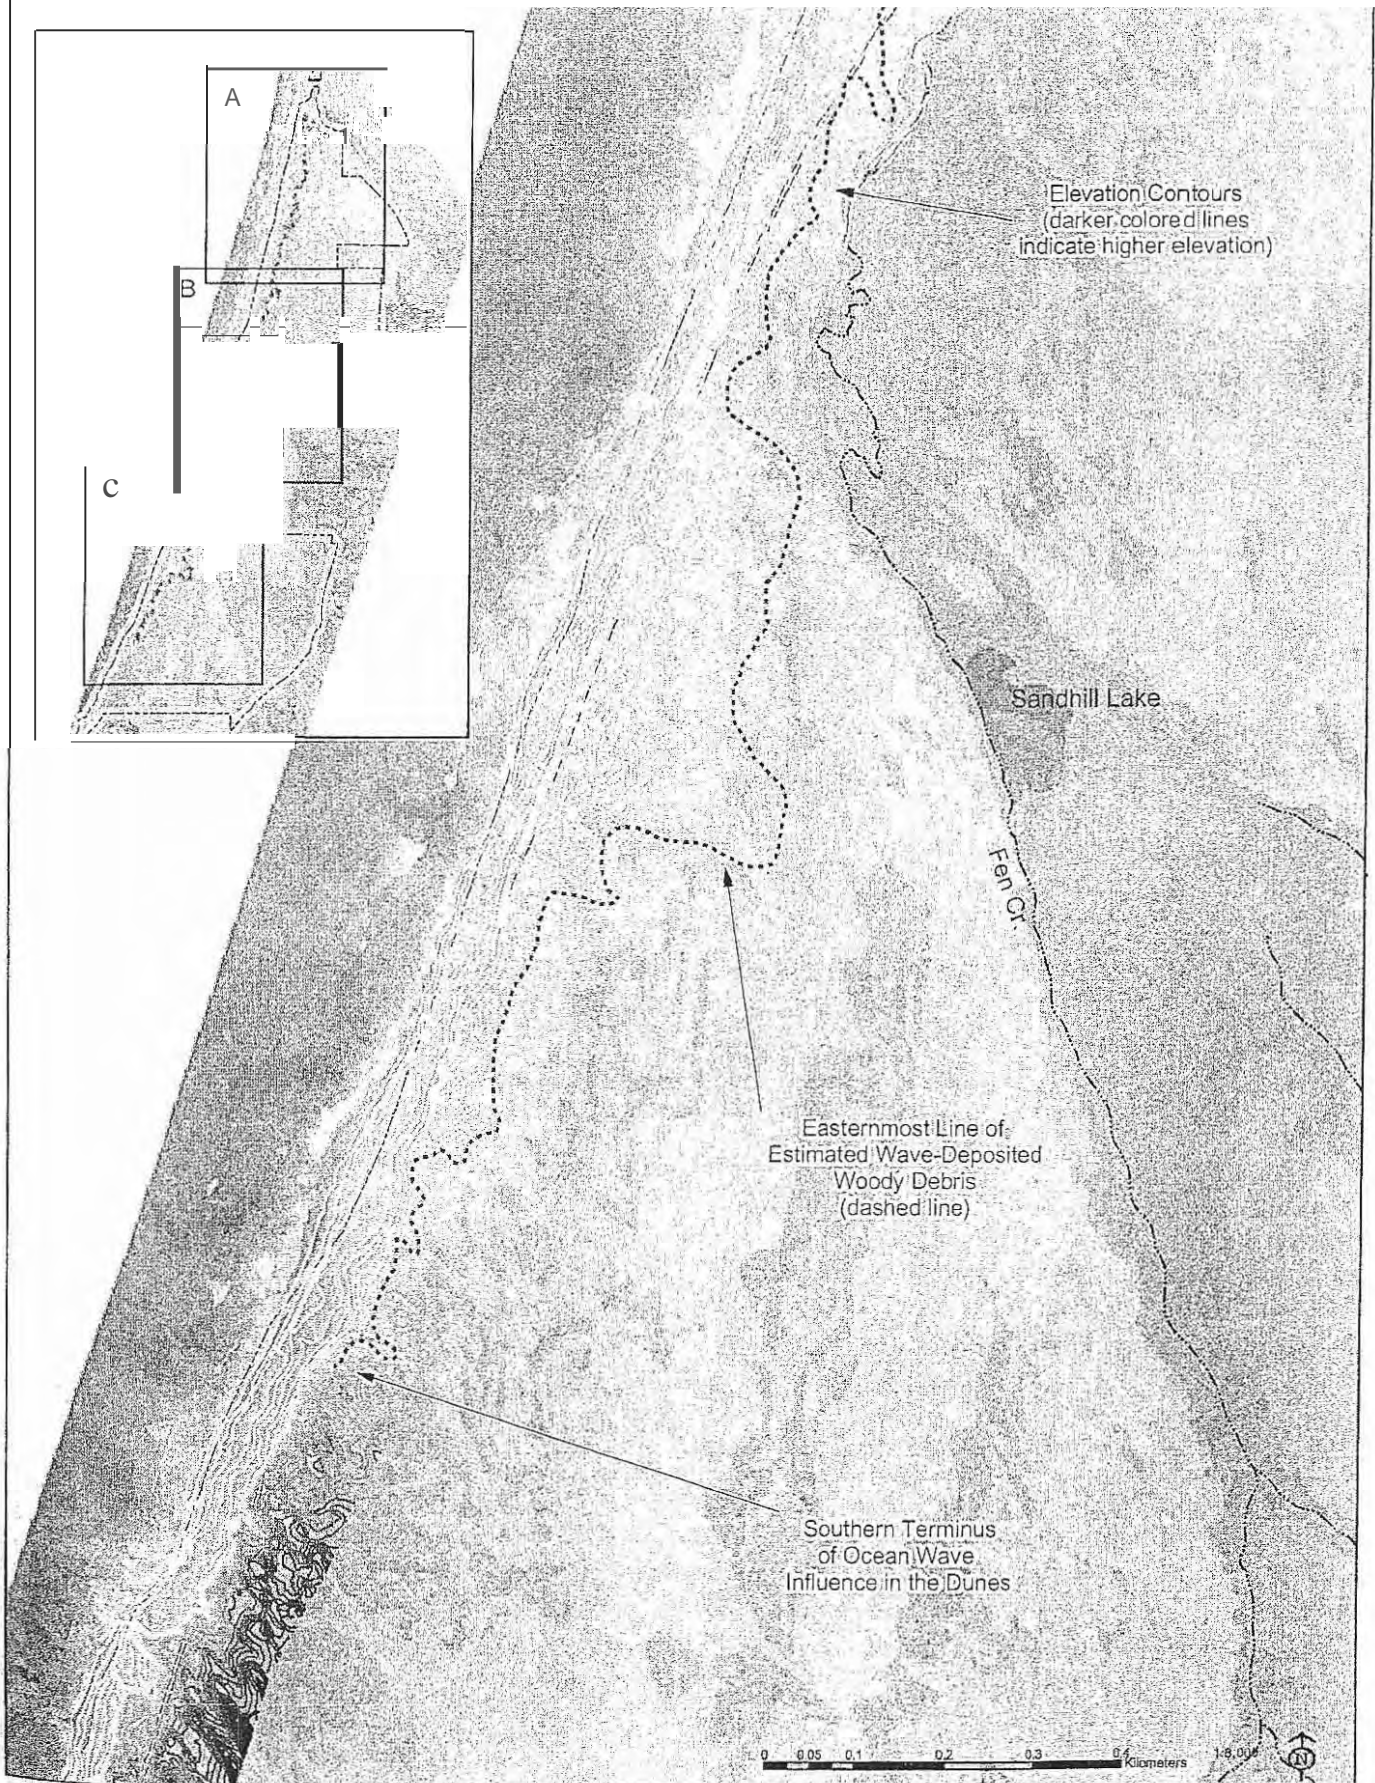 A
B
C
Elevation Contours
(darker colored lines
indicate higher elevation)
Sandhill Lake
Fen Cr.
Easternmost Line of
Estimated Wave-Deposited
Woody Debris
(dashed line)
Southern Terminus
of Ocean Wave
Influence in the Dunes
0 0.05 0.1 0.2 0.3 0.4
Kilometers
N